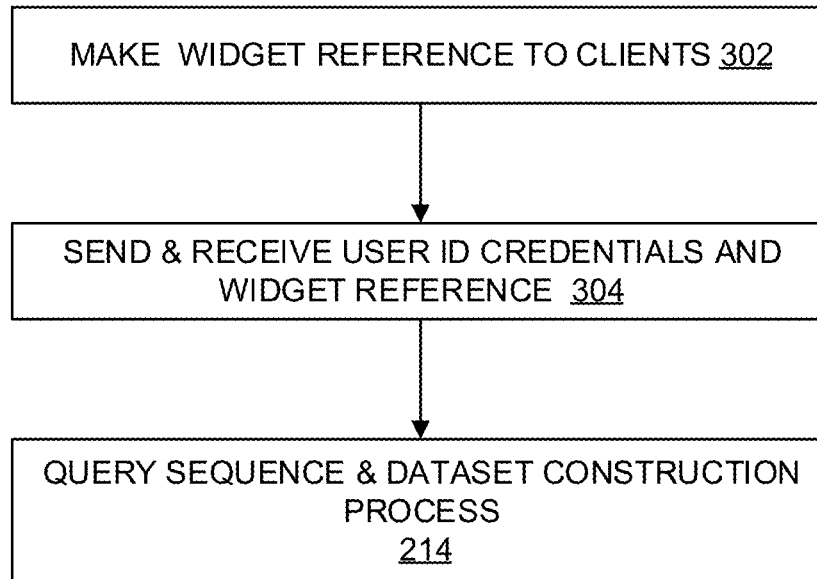 MAKE WIDGET REFERENCE TO CLIENTS 302
SEND & RECEIVE USER ID CREDENTIALS AND
WIDGET REFERENCE 304
QUERY SEQUENCE & DATASET CONSTRUCTION
PROCESS
214